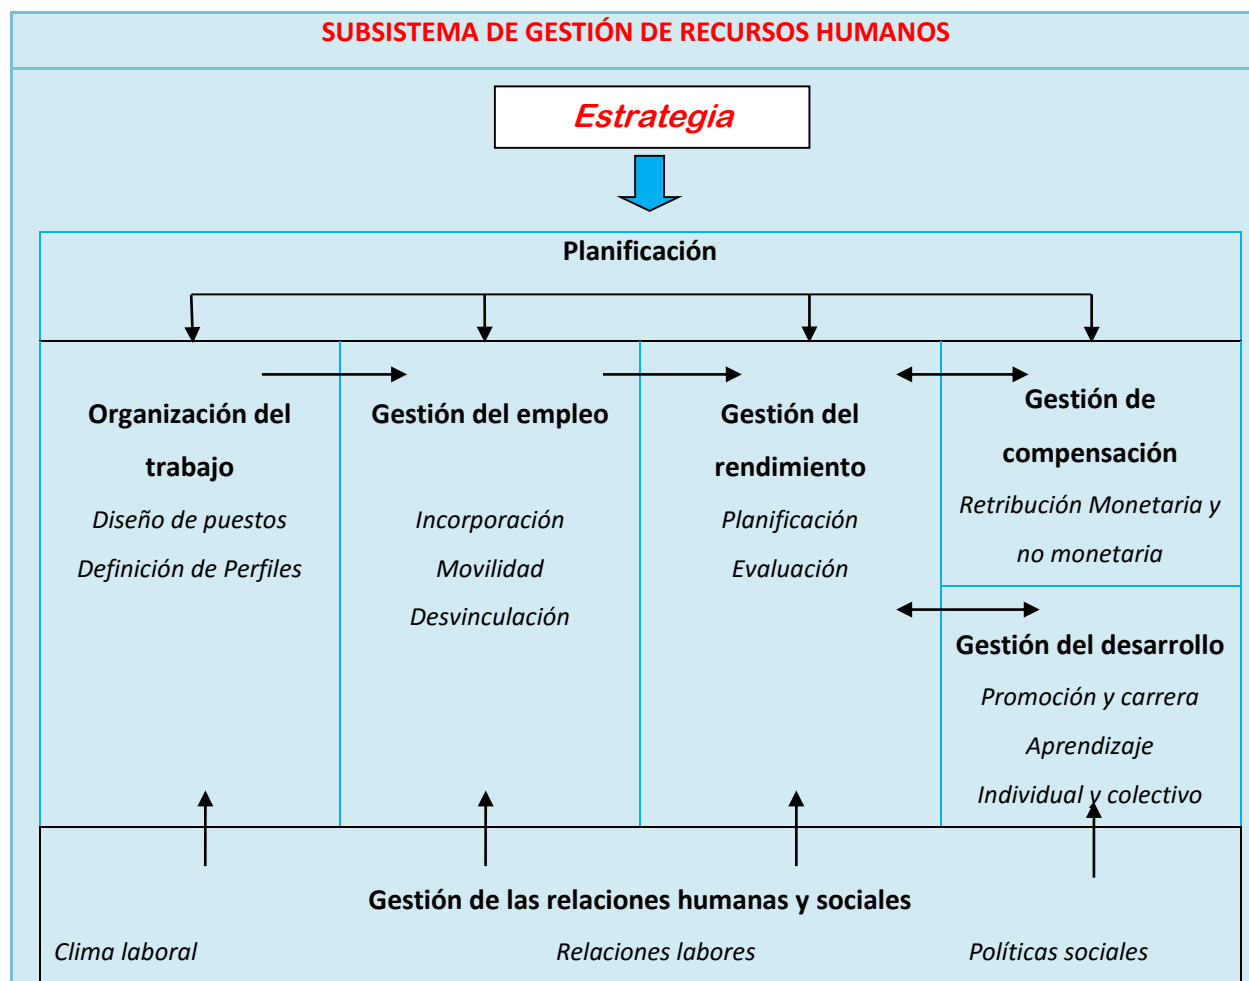 SUBSISTEMA DE GESTIÓN DE RECURSOS HUMANOS
Estrategia
Planificación
Organización del
trabajo
Diseño de puestos
Definición de Perfiles
Gestión del empleo
Incorporación
Movilidad
Desvinculación
Gestión del
rendimiento
Planificación
Evaluación
Gestión de
compensación
Retribución Monetaria y
no monetaria
Gestión del desarrollo
Promoción y carrera
Aprendizaje
Individual y colectivo
Gestión de las relaciones humanas y sociales
Clima laboral
Relaciones labores
Políticas sociales